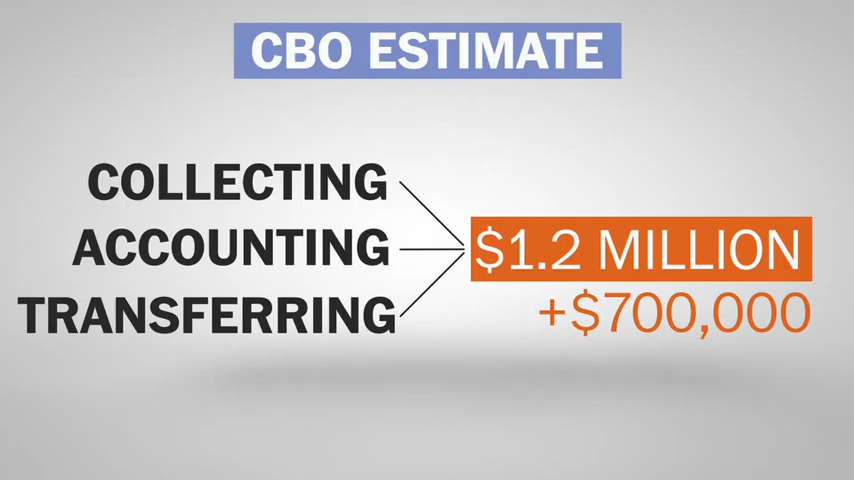 CBO ESTIMATE
COLLECTING
ACCOUNTING
TRANSFERRING
$1.2 MILLION
+$700,000